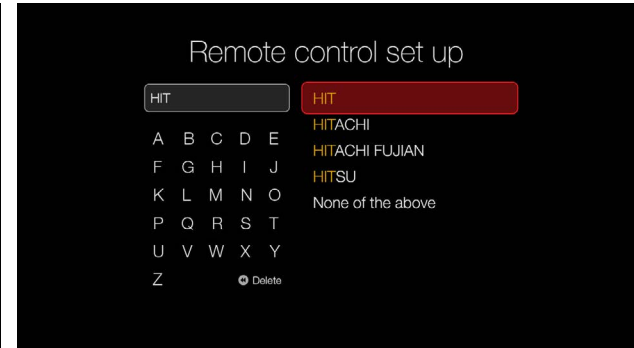 Remote control set up
HIT
A B C D E
F G H I J
K L M N O
P Q R S T
U V W X Y
Z Delete
HIT
HITACHI
HITACHI FUJIAN
HITSU
None of the above